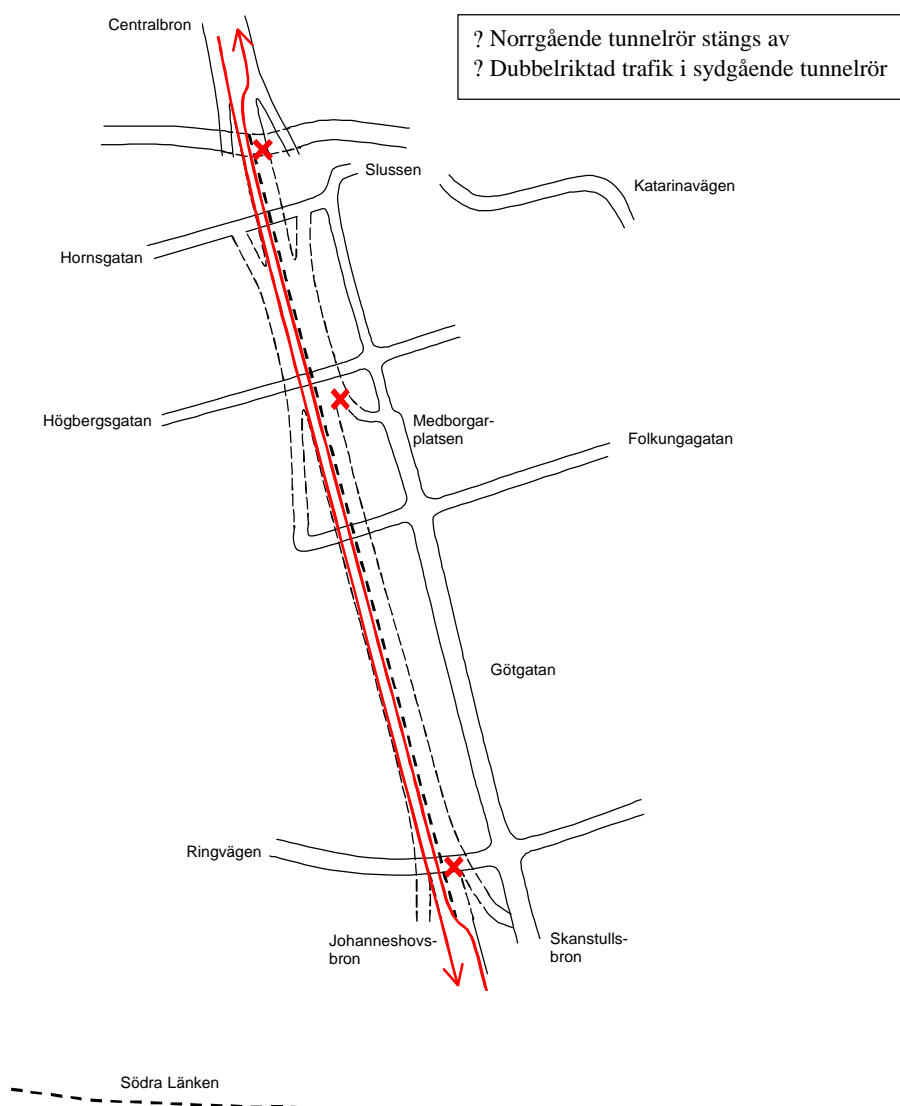 Centralbron
? Norrgående tunnelrör stängs av
? Dubbelriktad trafik i sydgående tunnelrör
Slussen
Katarinavägen
Hornsgatan
Högbergsgatan
Medborgar-
platsen
Folkungagatan
Götgatan
Ringvägen
Johanneshovs-
bron
Skanstulls-
bron
Södra Länken